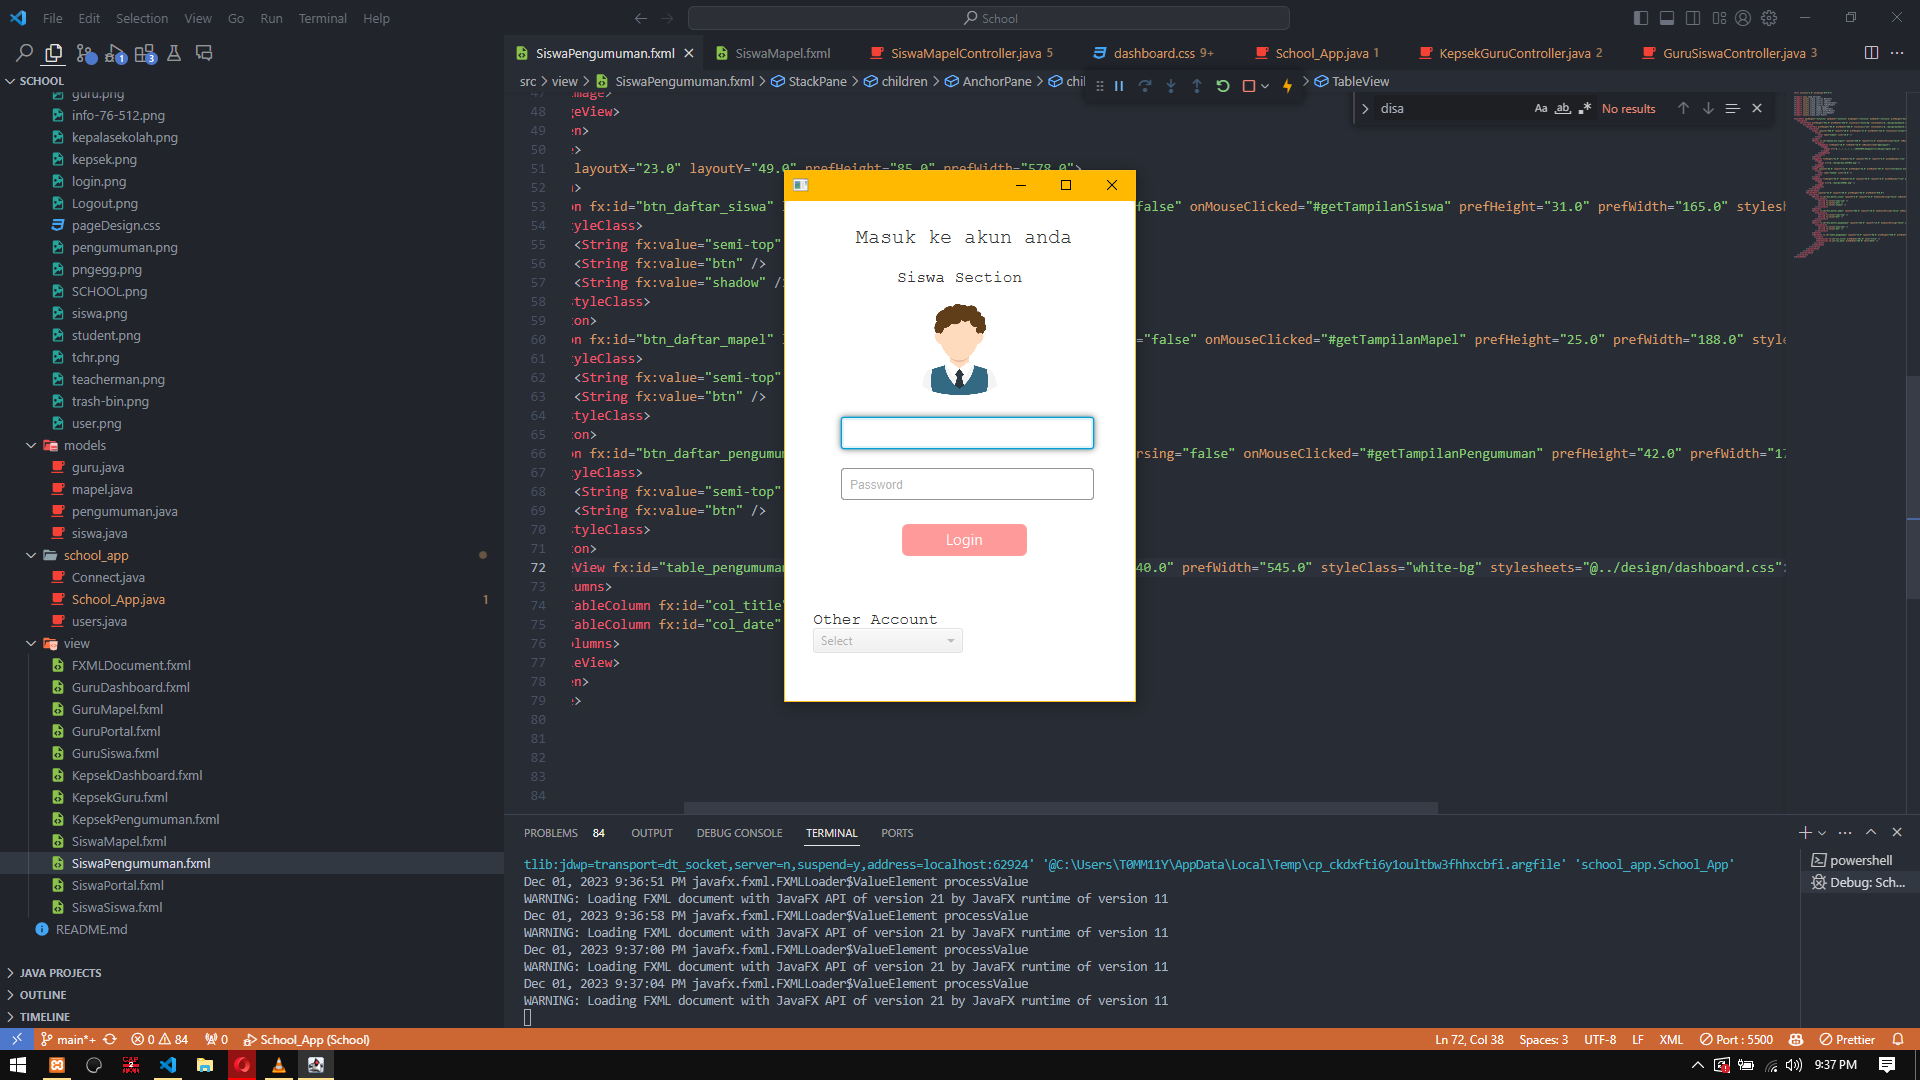 File Edit Selection View Go Run Terminal Help
School
SiswaPengumuman.fxml
SiswaMapel.fxml
SiswaMapelController.java 5
dashboard.css 9+
School_App.java 1
KepsekGuruController.java 2
GuruSiswaController.java 3
SCHOOL
src > view > SiswaPengumuman.fxml > StackPane > children > AnchorPane > chi
> TableView
disa
No results
guru.png
info-76-512.png
kepalasekolah.png
kepsek.png
login.png
Logout.png
pageDesign.css
pengumuman.png
pngegg.png
SCHOOL.png
siswa.png
student.png
tchr.png
teacherman.png
trash-bin.png
user.png
models
guru.java
mapel.java
pengumuman.java
siswa.java
school_app
Connect.java
School_App.java 1
users.java
view
FXMLDocument.fxml
GuruDashboard.fxml
GuruMapel.fxml
GuruPortal.fxml
GuruSiswa.fxml
KepsekDashboard.fxml
KepsekGuru.fxml
KepsekPengumuman.fxml
SiswaMapel.fxml
SiswaPengumuman.fxml
SiswaPortal.fxml
SiswaSiswa.fxml
README.md
JAVA PROJECTS
OUTLINE
TIMELINE
47 image>
48 geView>
49 en>
50 e>
51 layoutX="23.0" layoutY="49.0" prefHeight="85.0" prefWidth="578.0">
52 n>
53 on fx:id="btn_daftar_siswa" false" onMouseClicked="#getTampilanSiswa" prefHeight="31.0" prefWidth="165.0" stylesh
54 tyleClass>
55 <String fx:value="semi-top"
56 <String fx:value="btn" />
57 <String fx:value="shadow" /
58 styleClass>
59 ton>
60 on fx:id="btn_daftar_mapel" ="false" onMouseClicked="#getTampilanMapel" prefHeight="25.0" prefWidth="188.0" style
61 tyleClass>
62 <String fx:value="semi-top"
63 <String fx:value="btn" />
64 styleClass>
65 ton>
66 on fx:id="btn_daftar_pengumu rsing="false" onMouseClicked="#getTampilanPengumuman" prefHeight="42.0" prefWidth="17
67 tyleClass>
68 <String fx:value="semi-top"
69 <String fx:value="btn" />
70 styleClass>
71 ton>
72 eView fx:id="table_pengumuman 40.0" prefWidth="545.0" styleClass="white-bg" stylesheets="@../design/dashboard.css">
73 lumns>
74 TableColumn fx:id="col_title"
75 TableColumn fx:id="col_date"
76 olumns>
77 leView>
78 en>
79 e>
80
81
82
83
84
Masuk ke akun anda
Siswa Section
Password
Login
Other Account
Select
PROBLEMS 84 OUTPUT DEBUG CONSOLE TERMINAL PORTS
powershell
Debug: Sch...
tlib:jdwp=transport=dt_socket,server=n,suspend=y,address=localhost:62924' '@C:\Users\T0MM11Y\AppData\Local\Temp\cp_ckdxfti6y1oultbw3fhhxcbfi.argfile' 'school_app.School_App'
Dec 01, 2023 9:36:51 PM javafx.fxml.FXMLLoader$ValueElement processValue
WARNING: Loading FXML document with JavaFX API of version 21 by JavaFX runtime of version 11
Dec 01, 2023 9:36:58 PM javafx.fxml.FXMLLoader$ValueElement processValue
WARNING: Loading FXML document with JavaFX API of version 21 by JavaFX runtime of version 11
Dec 01, 2023 9:37:00 PM javafx.fxml.FXMLLoader$ValueElement processValue
WARNING: Loading FXML document with JavaFX API of version 21 by JavaFX runtime of version 11
Dec 01, 2023 9:37:04 PM javafx.fxml.FXMLLoader$ValueElement processValue
WARNING: Loading FXML document with JavaFX API of version 21 by JavaFX runtime of version 11
main*+ 0 84 0 School_App (School)
Ln 72, Col 38 Spaces: 3 UTF-8 LF XML Port : 5500 Prettier
9:37 PM